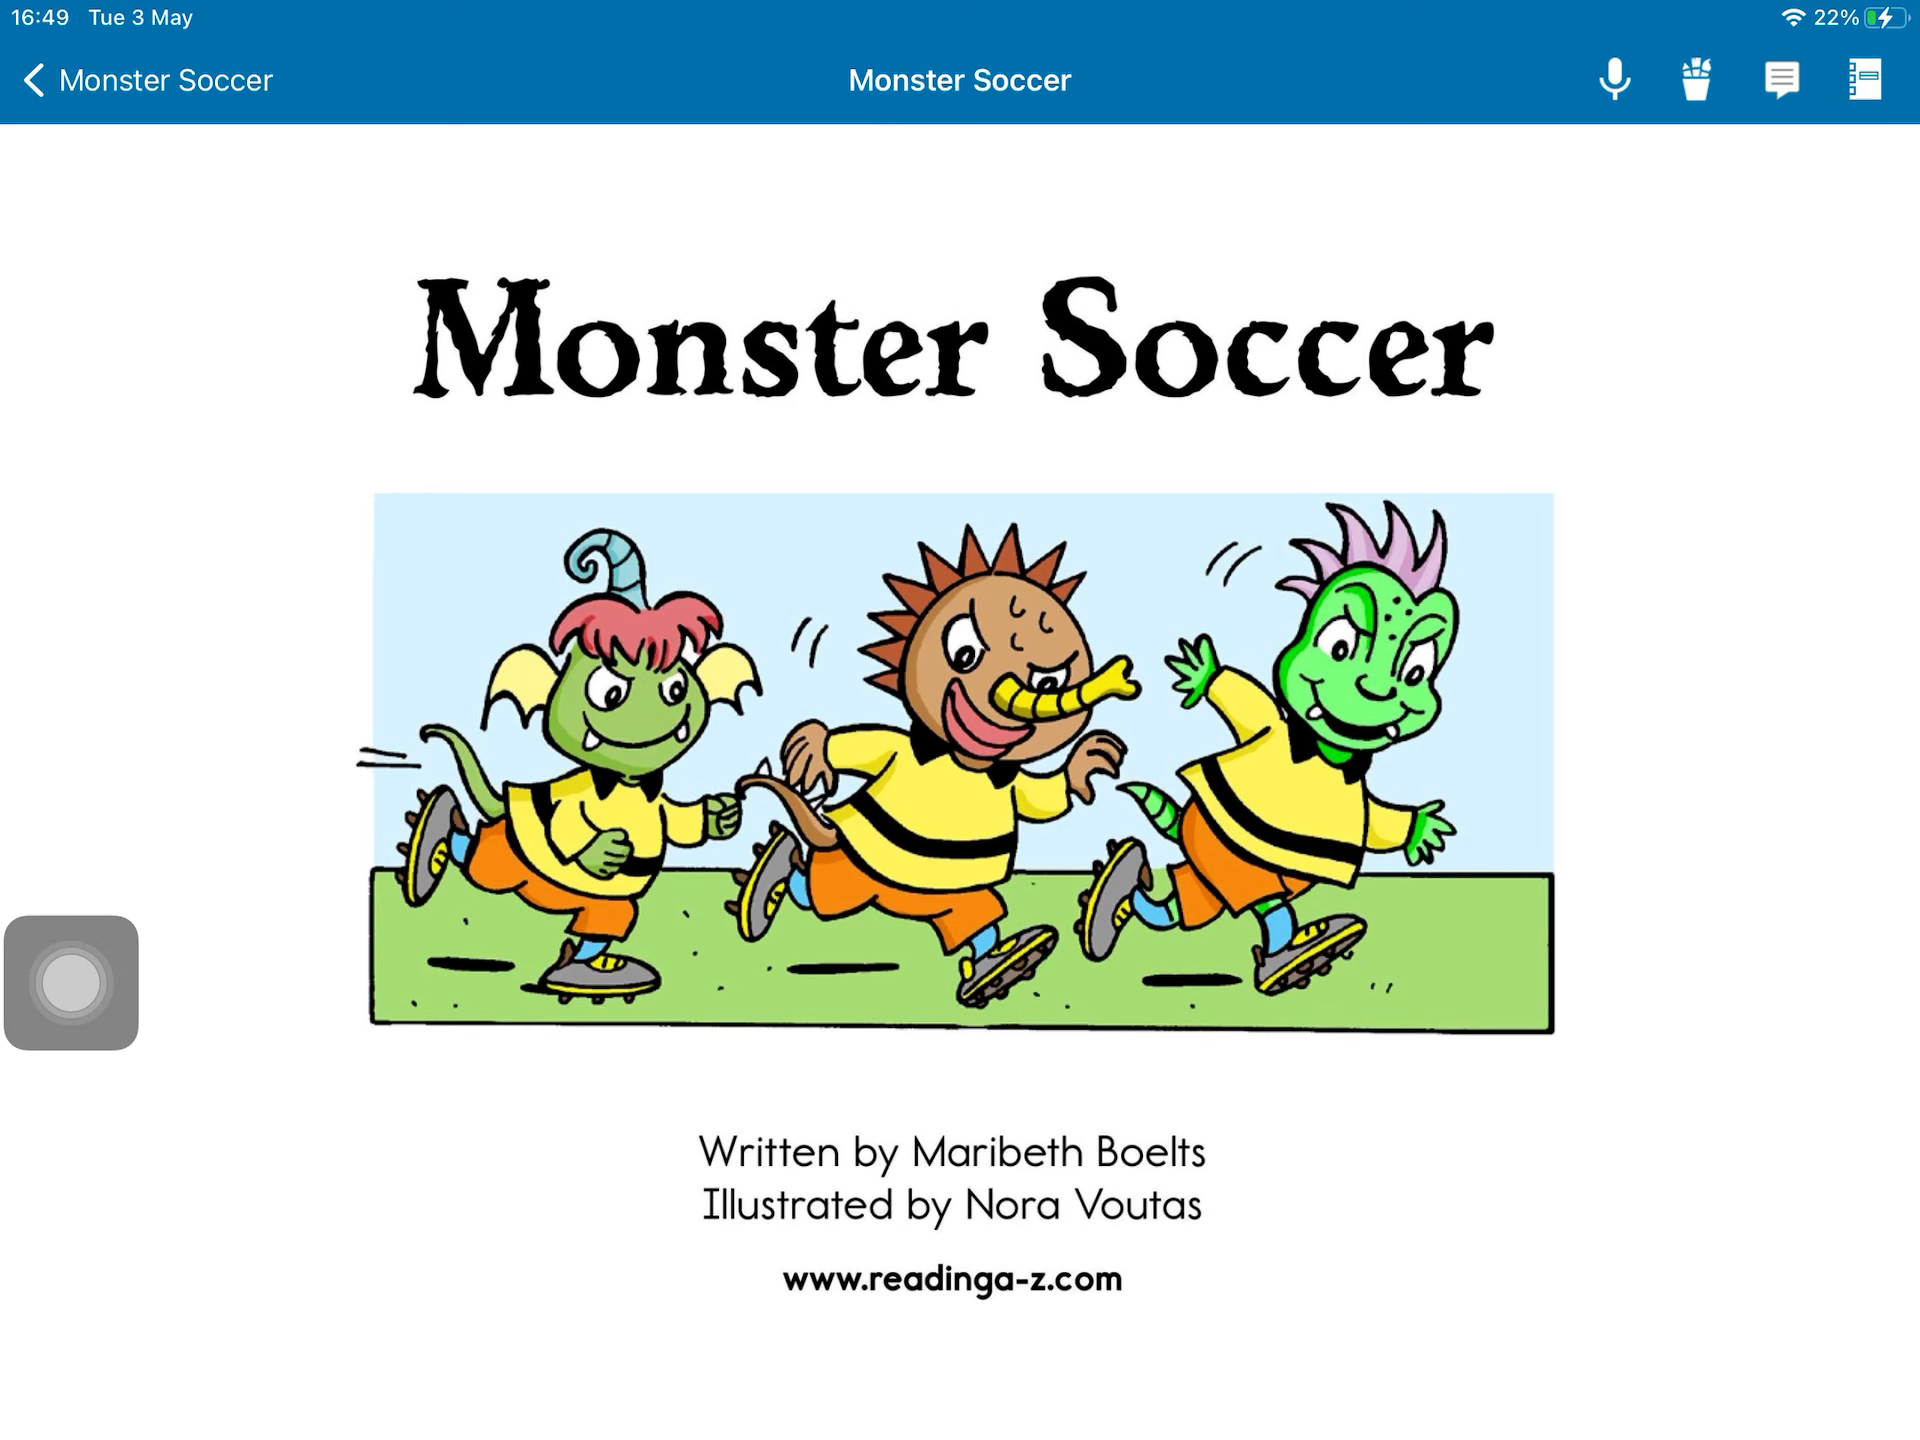 16:49 Tue 3 May
22%
Monster Soccer
Monster Soccer
Monster Soccer
Written by Maribeth Boelts
Illustrated by Nora Voutas
www.readinga-z.com